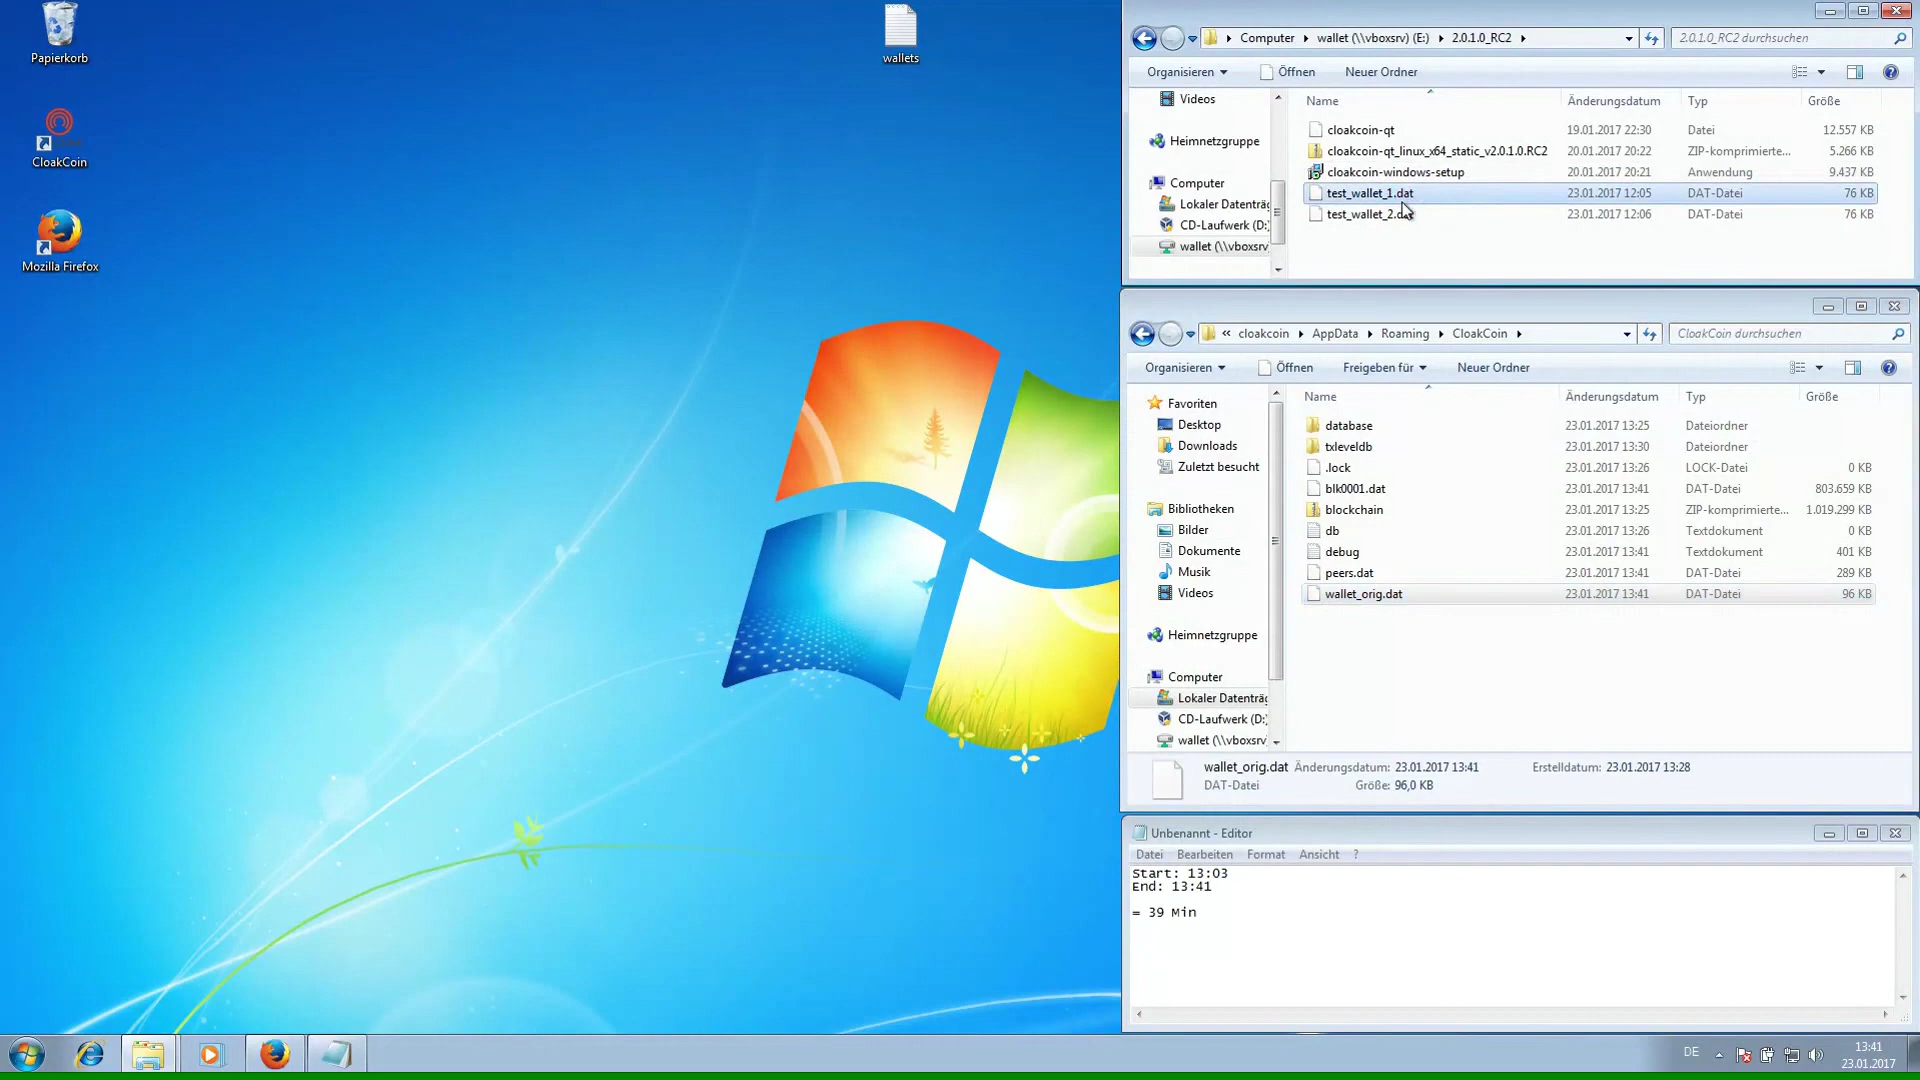 Papierkorb
CloakCoin
Mozilla Firefox
wallets
Computer wallet (\\vboxsrv) (E:) 2.0.1.0_RC2
2.0.1.0_RC2 durchsuchen
Organisieren Öffnen Neuer Ordner
Videos
Heimnetzgruppe
Computer
Lokaler Datenträg
CD-Laufwerk (D:)
wallet (\\vboxsrv)
Name Änderungsdatum Typ Größe
cloakcoin-qt 19.01.2017 22:30 Datei 12.557 KB
cloakcoin-qt_linux_x64_static_v2.0.1.0.RC2 20.01.2017 20:22 ZIP-komprimierte... 5.266 KB
cloakcoin-windows-setup 20.01.2017 20:21 Anwendung 9.437 KB
test_wallet_1.dat 23.01.2017 12:05 DAT-Datei 76 KB
test_wallet_2.dat 23.01.2017 12:06 DAT-Datei 76 KB
« cloakcoin AppData Roaming CloakCoin
CloakCoin durchsuchen
Organisieren Öffnen Freigeben für Neuer Ordner
Favoriten
Desktop
Downloads
Zuletzt besucht
Bibliotheken
Bilder
Dokumente
Musik
Videos
Heimnetzgruppe
Computer
Lokaler Datenträg
CD-Laufwerk (D:)
wallet (\\vboxsrv)
Name Änderungsdatum Typ Größe
database 23.01.2017 13:25 Dateiordner
txleveldb 23.01.2017 13:30 Dateiordner
.lock 23.01.2017 13:26 LOCK-Datei 0 KB
blk0001.dat 23.01.2017 13:41 DAT-Datei 803.659 KB
blockchain 23.01.2017 13:25 ZIP-komprimierte... 1.019.299 KB
db 23.01.2017 13:26 Textdokument 0 KB
debug 23.01.2017 13:41 Textdokument 401 KB
peers.dat 23.01.2017 13:41 DAT-Datei 289 KB
wallet_orig.dat 23.01.2017 13:41 DAT-Datei 96 KB
wallet_orig.dat Änderungsdatum: 23.01.2017 13:41 Erstelldatum: 23.01.2017 13:28
DAT-Datei Größe: 96,0 KB
Unbenannt - Editor
Datei Bearbeiten Format Ansicht ?
Start: 13:03
End: 13:41
= 39 Min
DE
13:41
23.01.2017